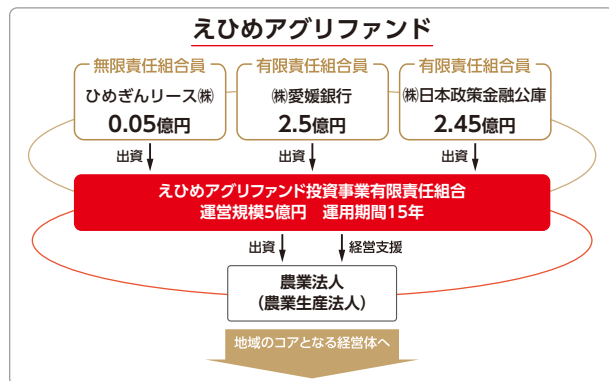 えひめアグリファンド
無限責任組合員
ひめぎんリース㈱
0.05億円
有限責任組合員
㈱愛媛銀行
2.5億円
有限責任組合員
㈱日本政策金融公庫
2.45億円
出資
出資
出資
えひめアグリファンド投資事業有限責任組合
運営規模5億円　運用期間15年
出資
経営支援
農業法人
（農業生産法人）
地域のコアとなる経営体へ